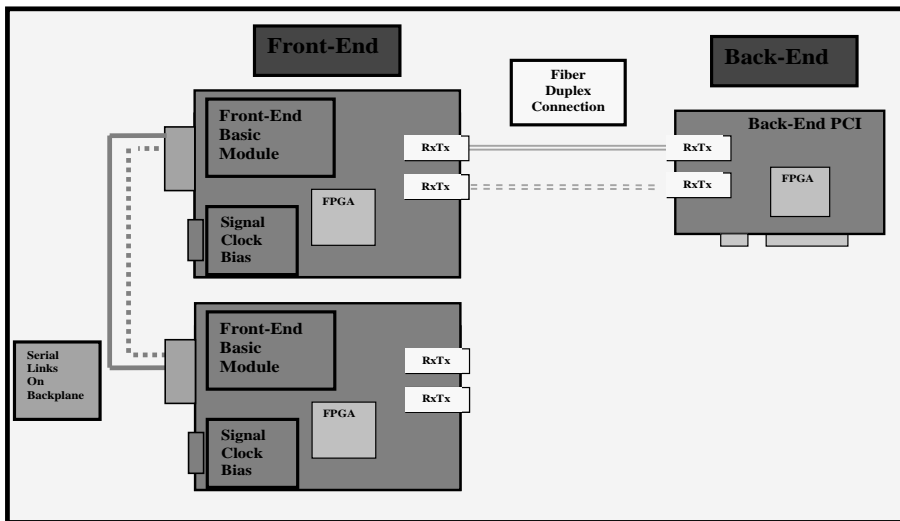 Front-End
Back-End
Fiber
Duplex
Connection
Front-End
Basic
Module
RxTx
RxTx
FPGA
Signal
Clock
Bias
Back-End PCI
RxTx
RxTx
FPGA
Serial
Links
On
Backplane
Front-End
Basic
Module
RxTx
RxTx
FPGA
Signal
Clock
Bias